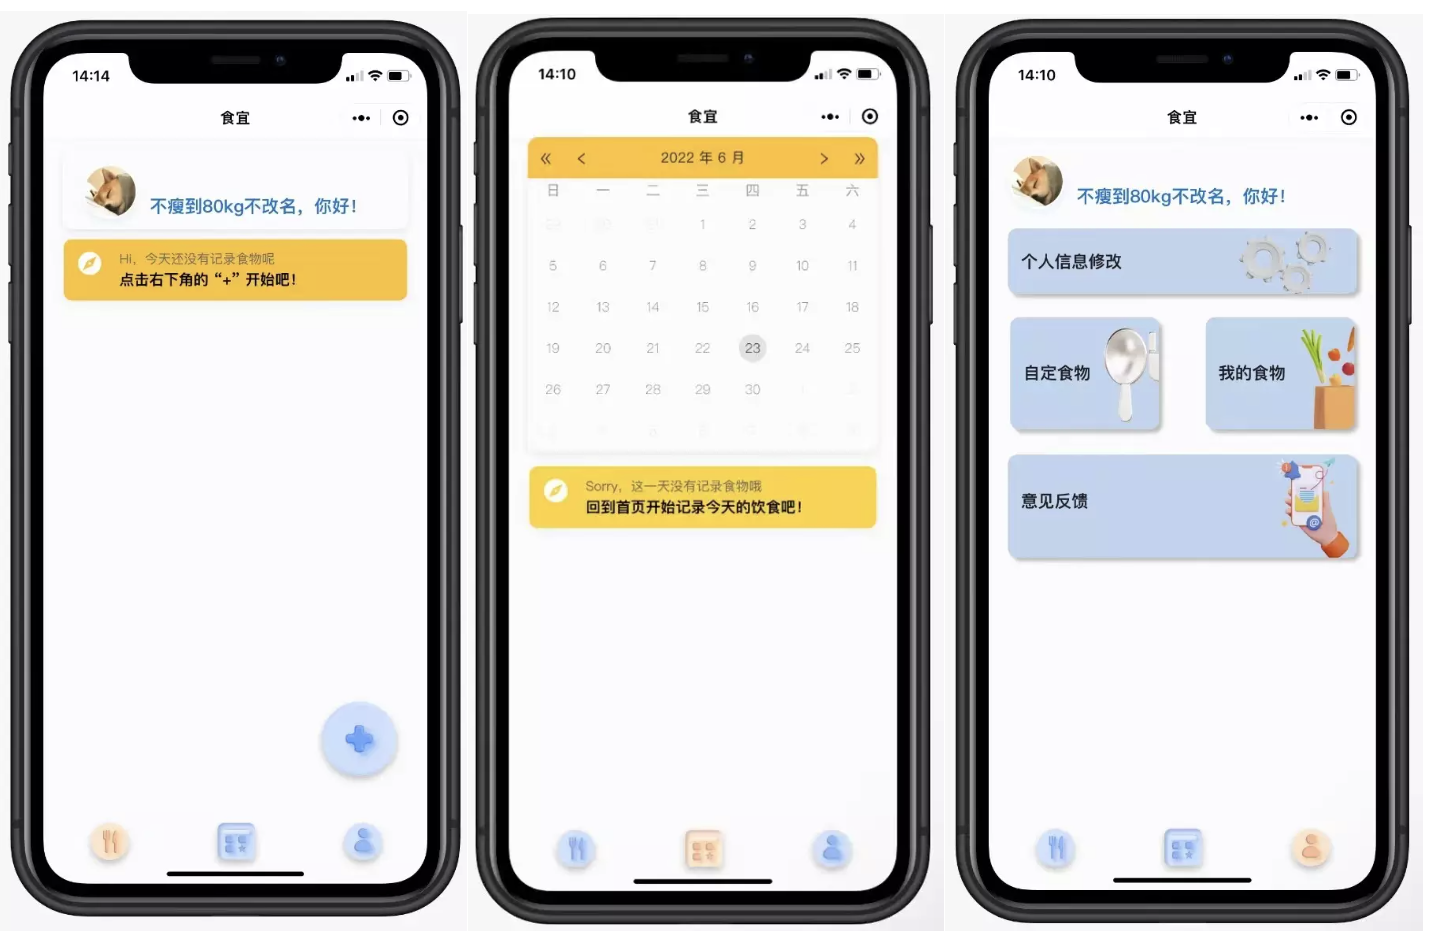 14:14
食宜
不瘦到80kg不改名，你好！
Hi，今天还没有记录食物呢
点击右下角的“+”开始吧！
14:10
食宜
« < 2022 年 6 月 > »
日 一 二 三 四 五 六
1 2 3 4
5 6 7 8 9 10 11
12 13 14 15 16 17 18
19 20 21 22 23 24 25
26 27 28 29 30
Sorry，这一天没有记录食物哦
回到首页开始记录今天的饮食吧！
14:10
食宜
不瘦到80kg不改名，你好！
个人信息修改
自定食物
我的食物
意见反馈